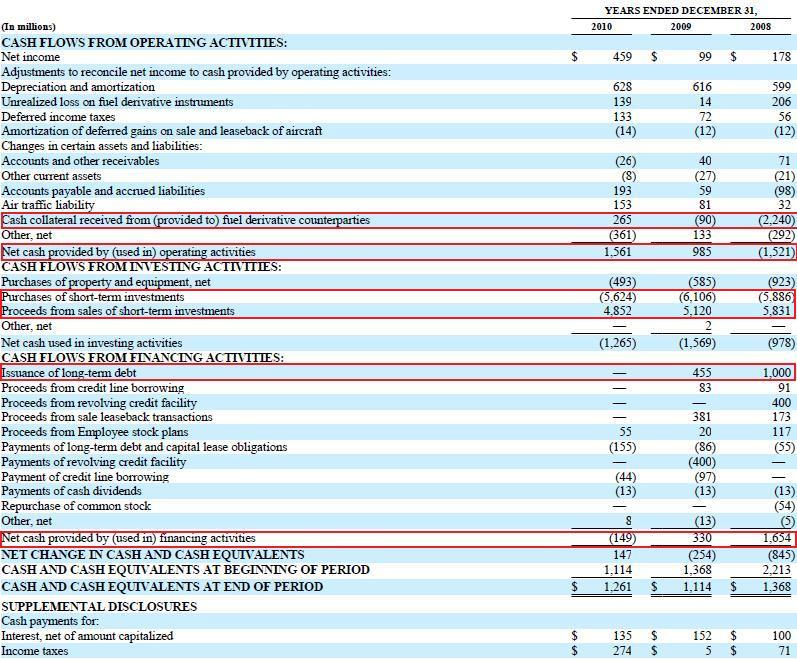 YEARS ENDED DECEMBER 31,
(In millions) 2010 2009 2008
CASH FLOWS FROM OPERATING ACTIVITIES:
Net income $ 459 $ 99 $ 178
Adjustments to reconcile net income to cash provided by operating activities:
Depreciation and amortization 628 616 599
Unrealized loss on fuel derivative instruments 139 14 206
Deferred income taxes 133 72 56
Amortization of deferred gains on sale and leaseback of aircraft (14) (12) (12)
Changes in certain assets and liabilities:
Accounts and other receivables (26) 40 71
Other current assets (8) (27) (21)
Accounts payable and accrued liabilities 193 59 (98)
Air traffic liability 153 81 32
Cash collateral received from (provided to) fuel derivative counterparties 265 (90) (2,240)
Other, net (361) 133 (292)
Net cash provided by (used in) operating activities 1,561 985 (1,521)
CASH FLOWS FROM INVESTING ACTIVITIES:
Purchases of property and equipment, net (493) (585) (923)
Purchases of short-term investments (5,624) (6,106) (5,886)
Proceeds from sales of short-term investments 4,852 5,120 5,831
Other, net — 2 —
Net cash used in investing activities (1,265) (1,569) (978)
CASH FLOWS FROM FINANCING ACTIVITIES:
Issuance of long-term debt — 455 1,000
Proceeds from credit line borrowing — 83 91
Proceeds from revolving credit facility — — 400
Proceeds from sale leaseback transactions — 381 173
Proceeds from Employee stock plans 55 20 117
Payments of long-term debt and capital lease obligations (155) (86) (55)
Payments of revolving credit facility — (400) —
Payment of credit line borrowing (44) (97) —
Payments of cash dividends (13) (13) (13)
Repurchase of common stock — — (54)
Other, net 8 (13) (5)
Net cash provided by (used in) financing activities (149) 330 1,654
NET CHANGE IN CASH AND CASH EQUIVALENTS 147 (254) (845)
CASH AND CASH EQUIVALENTS AT BEGINNING OF PERIOD 1,114 1,368 2,213
CASH AND CASH EQUIVALENTS AT END OF PERIOD $ 1,261 $ 1,114 $ 1,368
SUPPLEMENTAL DISCLOSURES
Cash payments for:
Interest, net of amount capitalized $ 135 $ 152 $ 100
Income taxes $ 274 $ 5 $ 71